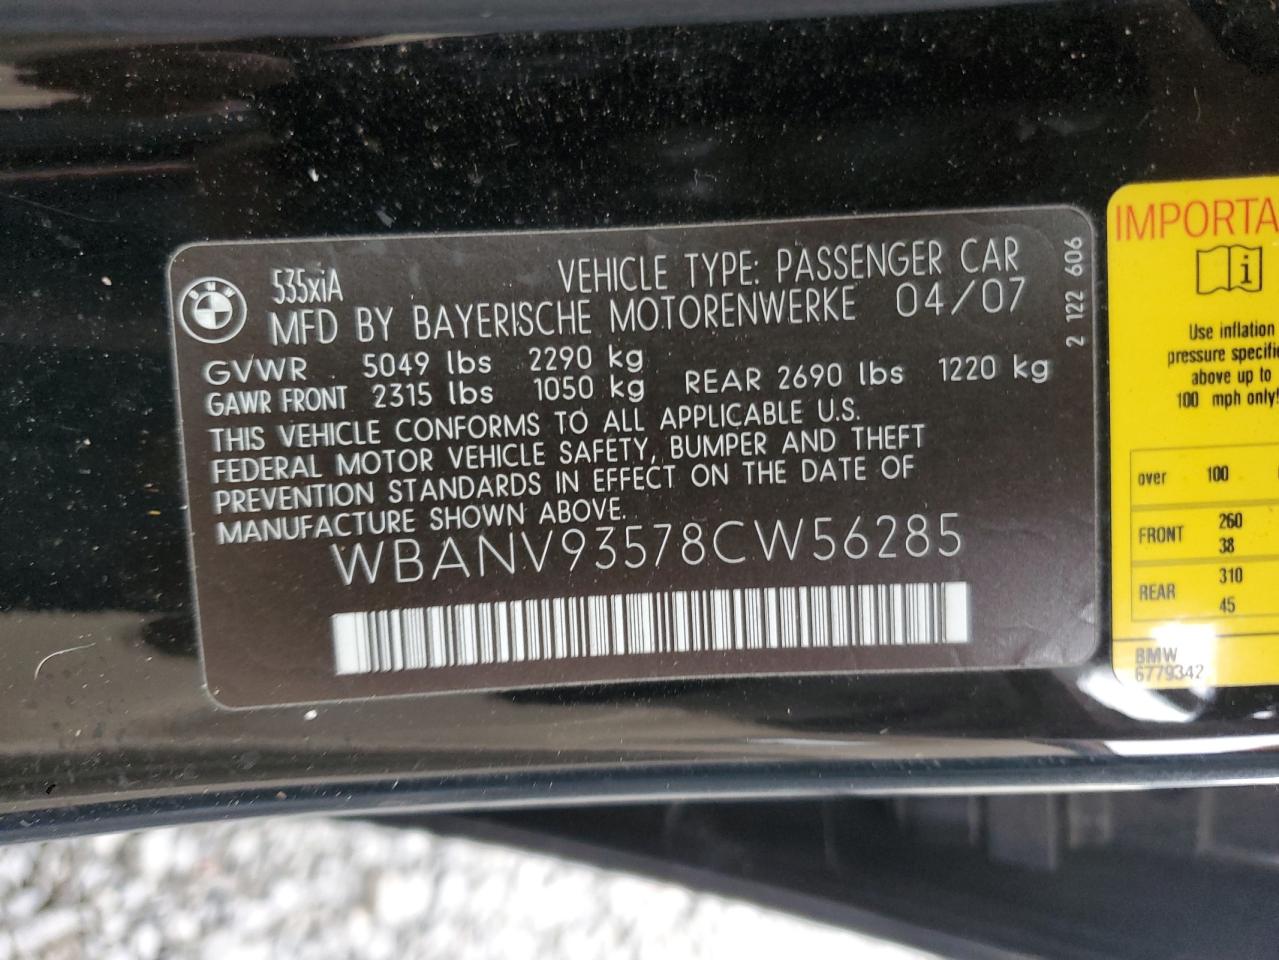 535xiA VEHICLE TYPE: PASSENGER CAR
MFD BY BAYERISCHE MOTORENWERKE 04/07
GVWR 5049 lbs 2290 kg
GAWR FRONT 2315 lbs 1050 kg REAR 2690 lbs 1220 kg
THIS VEHICLE CONFORMS TO ALL APPLICABLE U.S.
FEDERAL MOTOR VEHICLE SAFETY, BUMPER AND THEFT
PREVENTION STANDARDS IN EFFECT ON THE DATE OF
MANUFACTURE SHOWN ABOVE.
WBANV93578CW56285
2 122 606
IMPORTA
i
Use inflation
pressure specifi
above up to
100 mph only!
over 100
FRONT 260
38
REAR 310
45
BMW
6779342